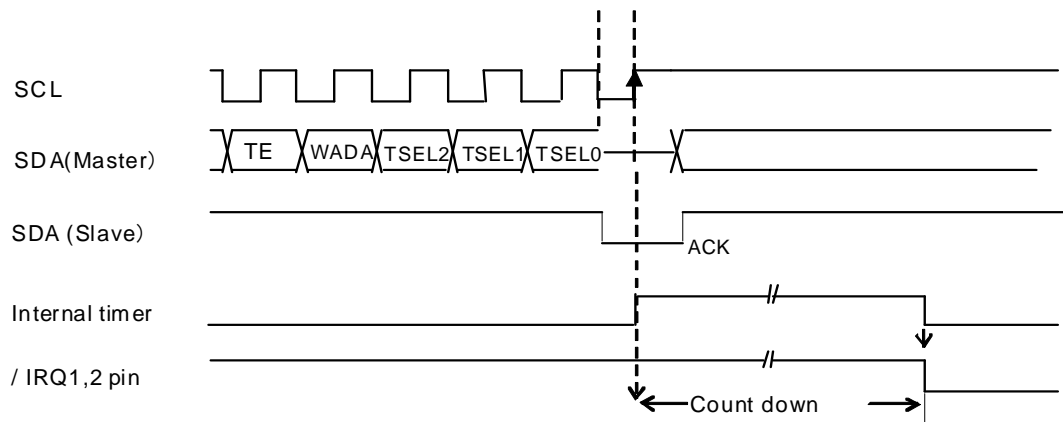 SCL
SDA(Master)
TE WADA TSEL2 TSEL1 TSEL0
SDA (Slave)
ACK
Internal timer
/ IRQ1,2 pin
Count down